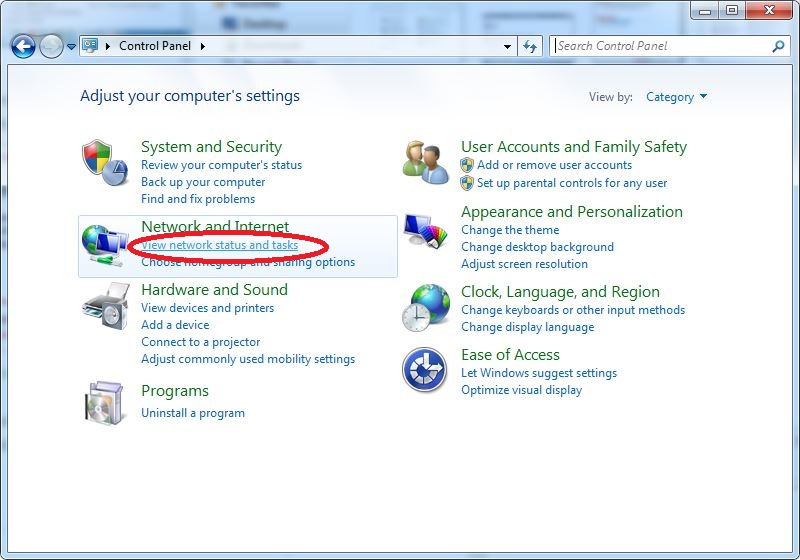 Control Panel
Search Control Panel
Adjust your computer's settings
View by: Category
System and Security
Review your computer's status
Back up your computer
Find and fix problems
Network and Internet
View network status and tasks
Choose homegroup and sharing options
Hardware and Sound
View devices and printers
Add a device
Connect to a projector
Adjust commonly used mobility settings
Programs
Uninstall a program
User Accounts and Family Safety
Add or remove user accounts
Set up parental controls for any user
Appearance and Personalization
Change the theme
Change desktop background
Adjust screen resolution
Clock, Language, and Region
Change keyboards or other input methods
Change display language
Ease of Access
Let Windows suggest settings
Optimize visual display